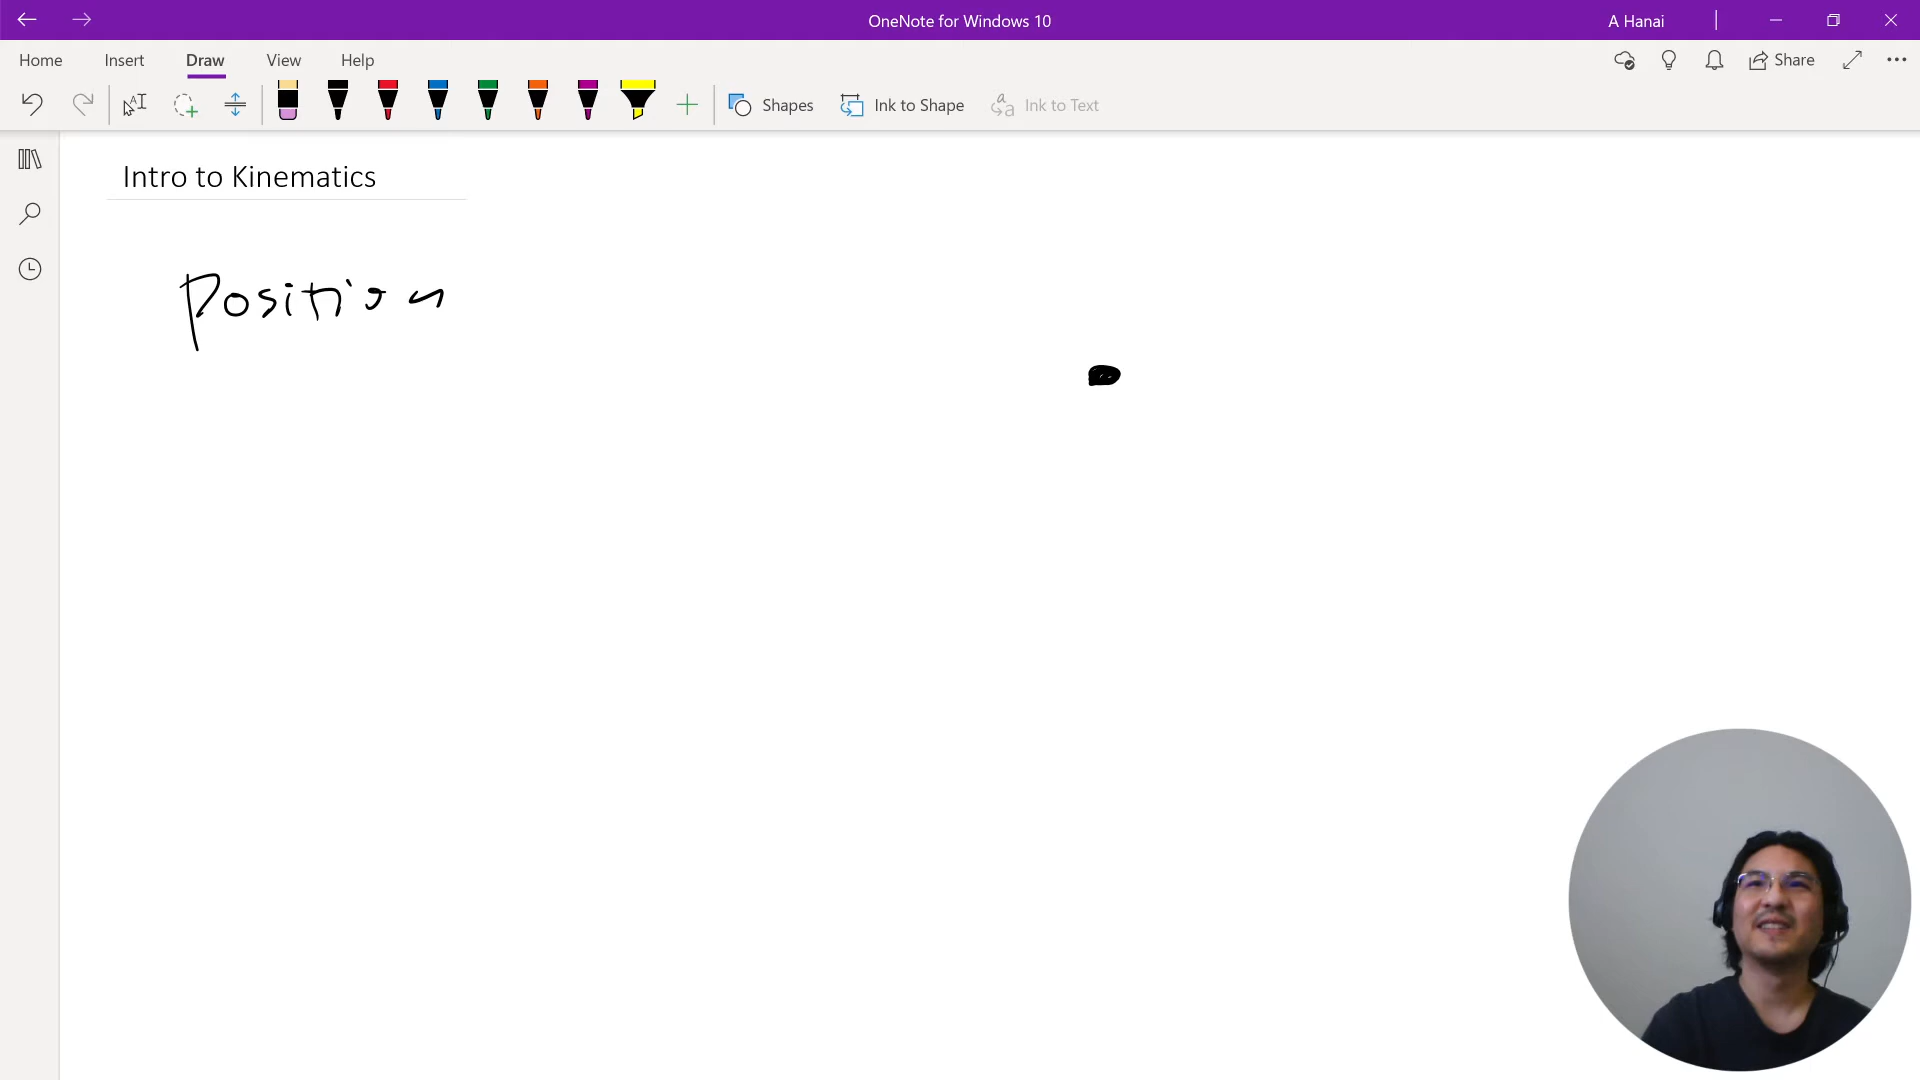 OneNote for Windows 10
A Hanai
Home Insert Draw View Help
Share
Shapes Ink to Shape Ink to Text
Intro to Kinematics
Position